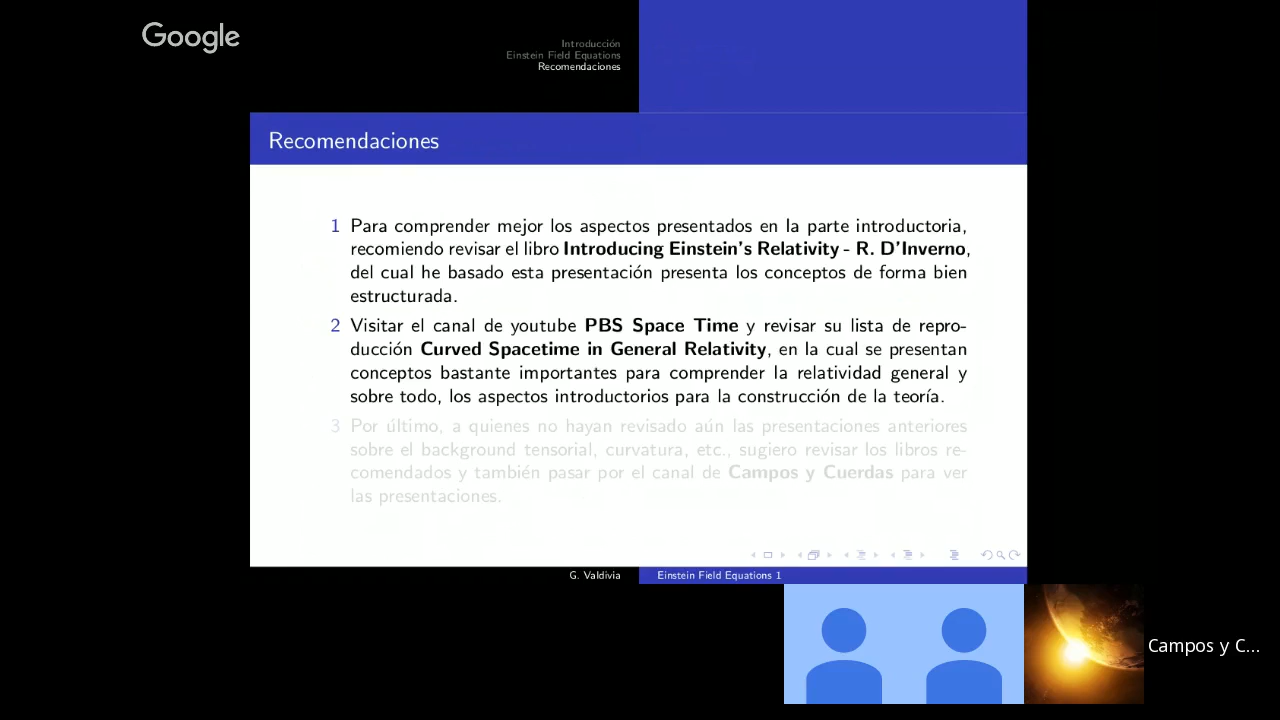 Google
Introducción
Einstein Field Equations
Recomendaciones
Recomendaciones
1 Para comprender mejor los aspectos presentados en la parte introductoria,
recomiendo revisar el libro Introducing Einstein's Relativity - R. D'Inverno,
del cual he basado esta presentación presenta los conceptos de forma bien
estructurada.
2 Visitar el canal de youtube PBS Space Time y revisar su lista de repro-
ducción Curved Spacetime in General Relativity, en la cual se presentan
conceptos bastante importantes para comprender la relatividad general y
sobre todo, los aspectos introductorios para la construcción de la teoría.
3 Por último, a quienes no hayan revisado aún las presentaciones anteriores
sobre el background tensorial, curvatura, etc., sugiero revisar los libros re-
comendados y también pasar por el canal de Campos y Cuerdas para ver
las presentaciones.
G. Valdivia
Einstein Field Equations 1
Campos y C...